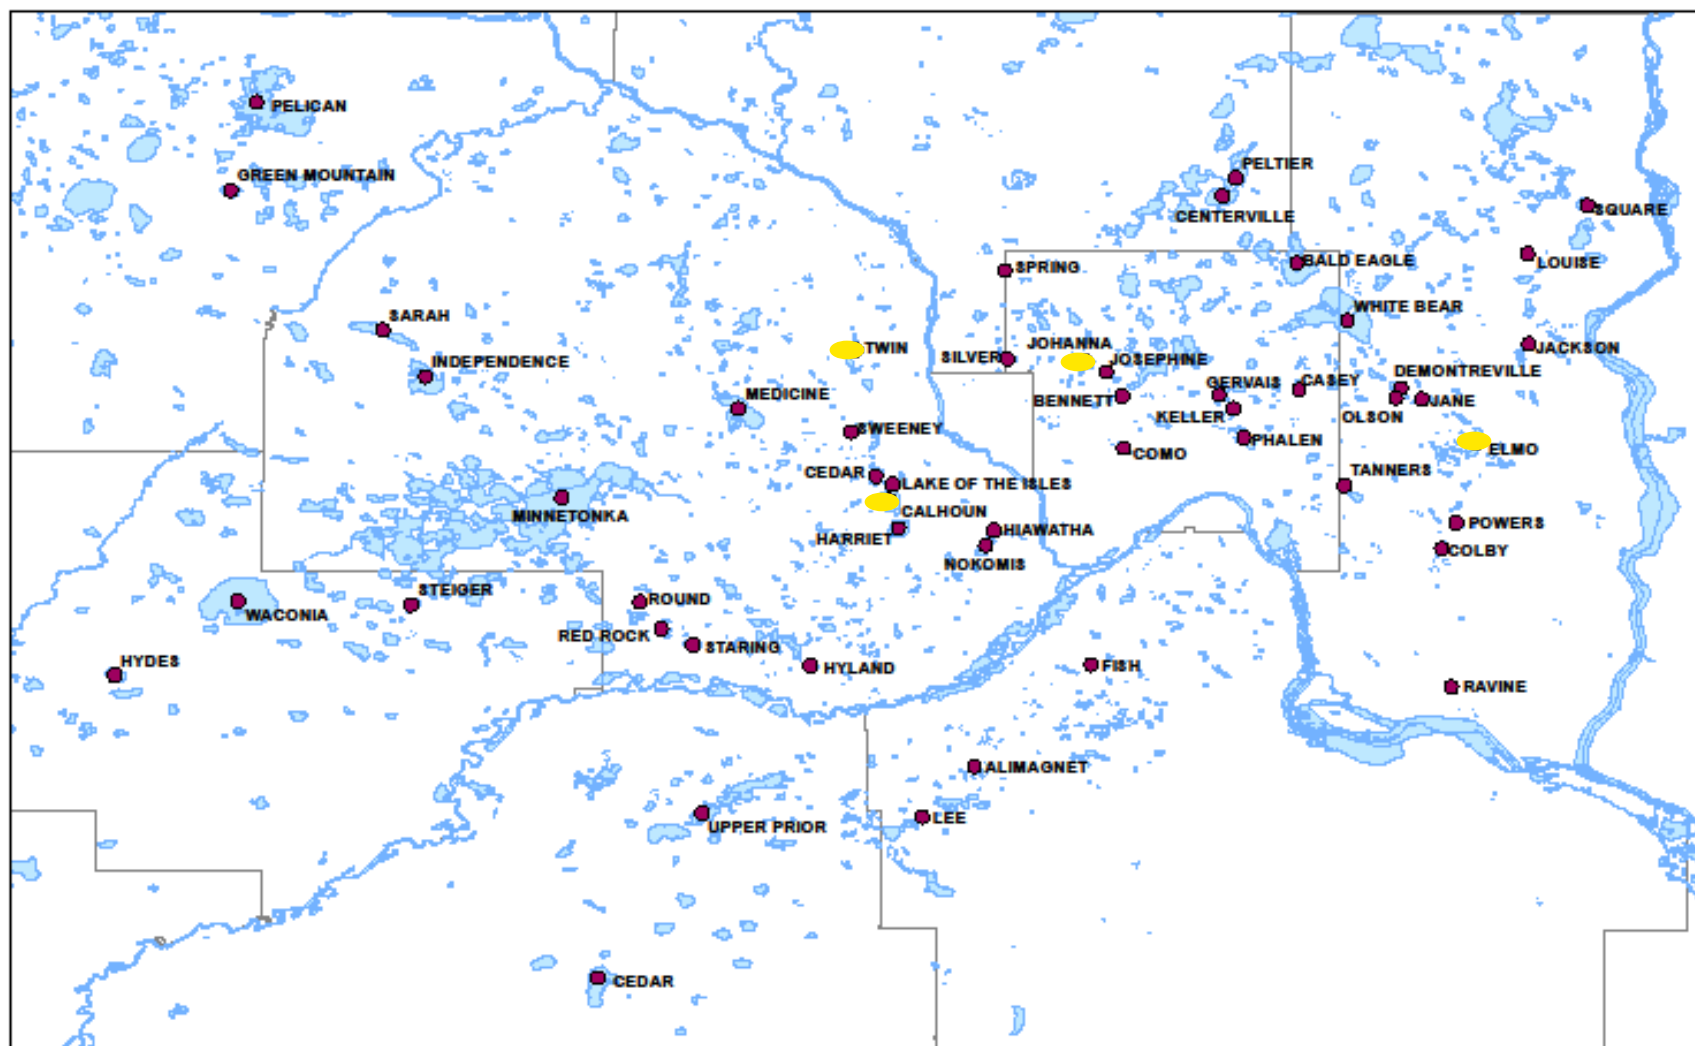 PELICAN
PELTIER
GREEN MOUNTAIN
SQUARE
CENTERVILLE
BALD EAGLE
LOUISE
SPRING
WHITE BEAR
SARAH
JOHANNA
TWIN
JACKSON
SILVER
JOSEPHINE
INDEPENDENCE
DEMONTREVILLE
GERVAIS
CASEY
MEDICINE
BENNETT
JANE
KELLER
OLSON
SWEENEY
PHALEN
ELMO
COMO
TANNERS
CEDAR
LAKE OF THE ISLES
CALHOUN
MINNETONKA
POWERS
HIAWATHA
HARRIET
COLBY
NOKOMIS
STEIGER
ROUND
WACONIA
RED ROCK
STARING
HYDES
FISH
HYLAND
RAVINE
ALIMAGNET
LEE
UPPER PRIOR
CEDAR